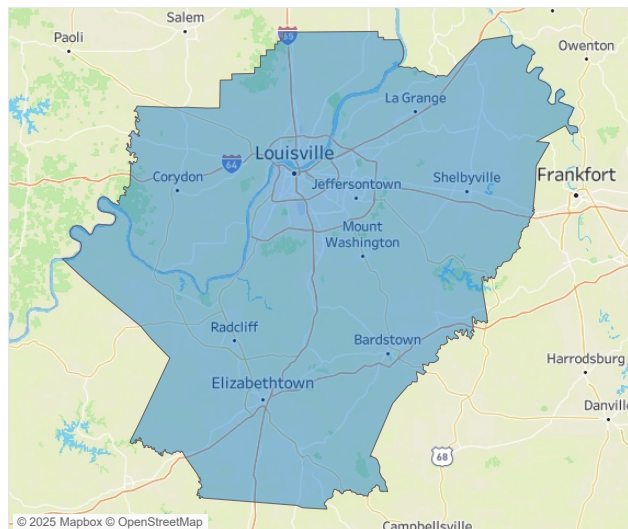 Salem
65
Paoli
Owenton
La Grange
Louisville
64
Corydon
Jeffersontown
Shelbyville
Frankfort
Mount
Washington
Radcliff
Bardstown
Harrodsburg
Elizabethtown
Danville
68
Campbellsville
© 2025 Mapbox © OpenStreetMap